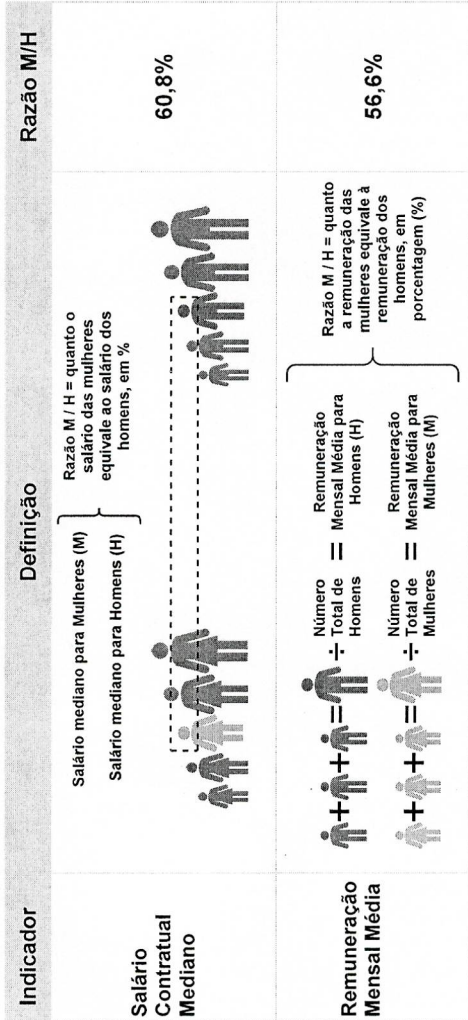 Indicador
Definição
Razão M/H
Salário
Contratual
Mediano
Salário mediano para Mulheres (M)
Salário mediano para Homens (H)
Razão M / H = quanto o
salário das mulheres
equivale ao salário dos
homens, em %
60,8%
Remuneração
Mensal Média
+ + = ÷
Número
Total de
Homens
=
Remuneração
Mensal Média para
Homens (H)
+ + = ÷
Número
Total de
Mulheres
=
Remuneração
Mensal Média para
Mulheres (M)
Razão M / H = quanto
a remuneração das
mulheres equivale à
remuneração dos
homens, em
porcentagem (%)
56,6%